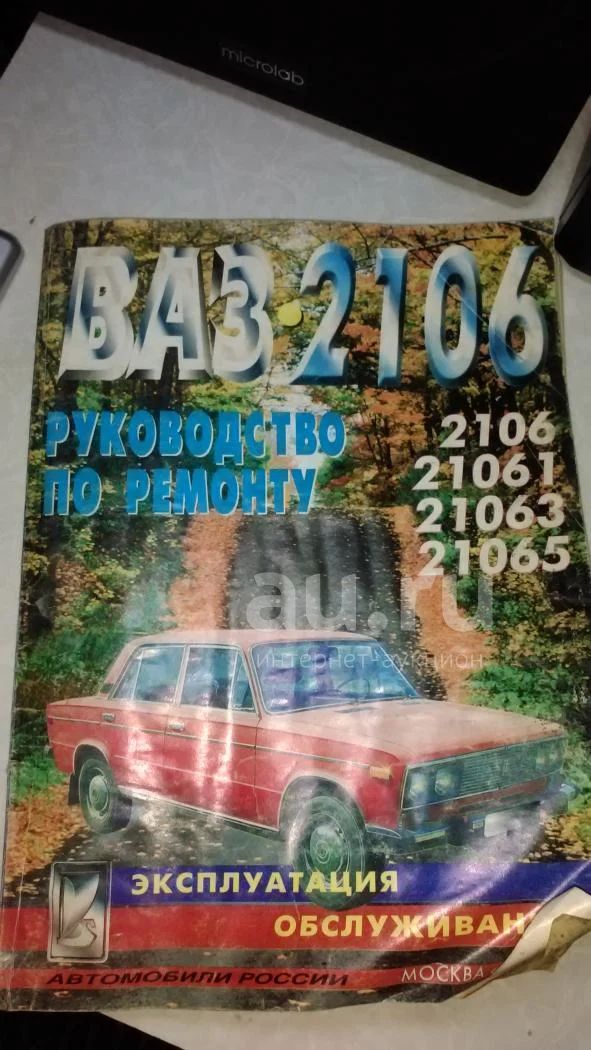 microlab
ВАЗ•2106
РУКОВОДСТВО
ПО РЕМОНТУ
2106
21061
21063
21065
au.ru
интернет-аукцион
ЭКСПЛУАТАЦИЯ
ОБСЛУЖИВАН
АВТОМОБИЛИ РОССИИ
МОСКВА